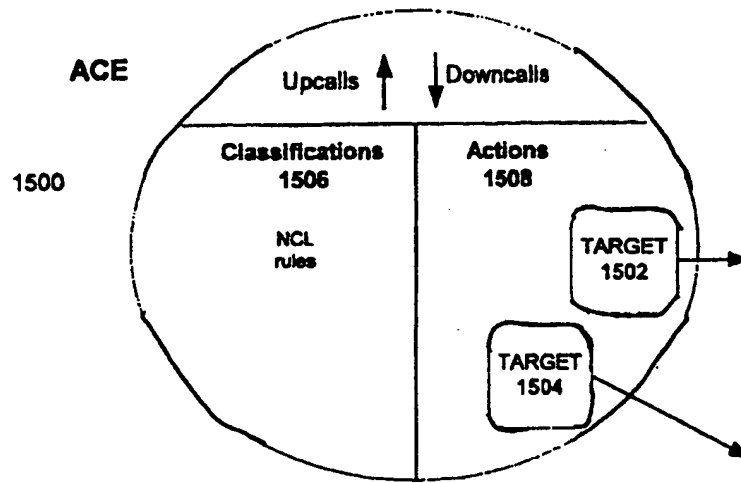 ACE
Upcalls
Downcalls
1500
Classifications
1506
Actions
1508
NCL
rules
TARGET
1502
TARGET
1504